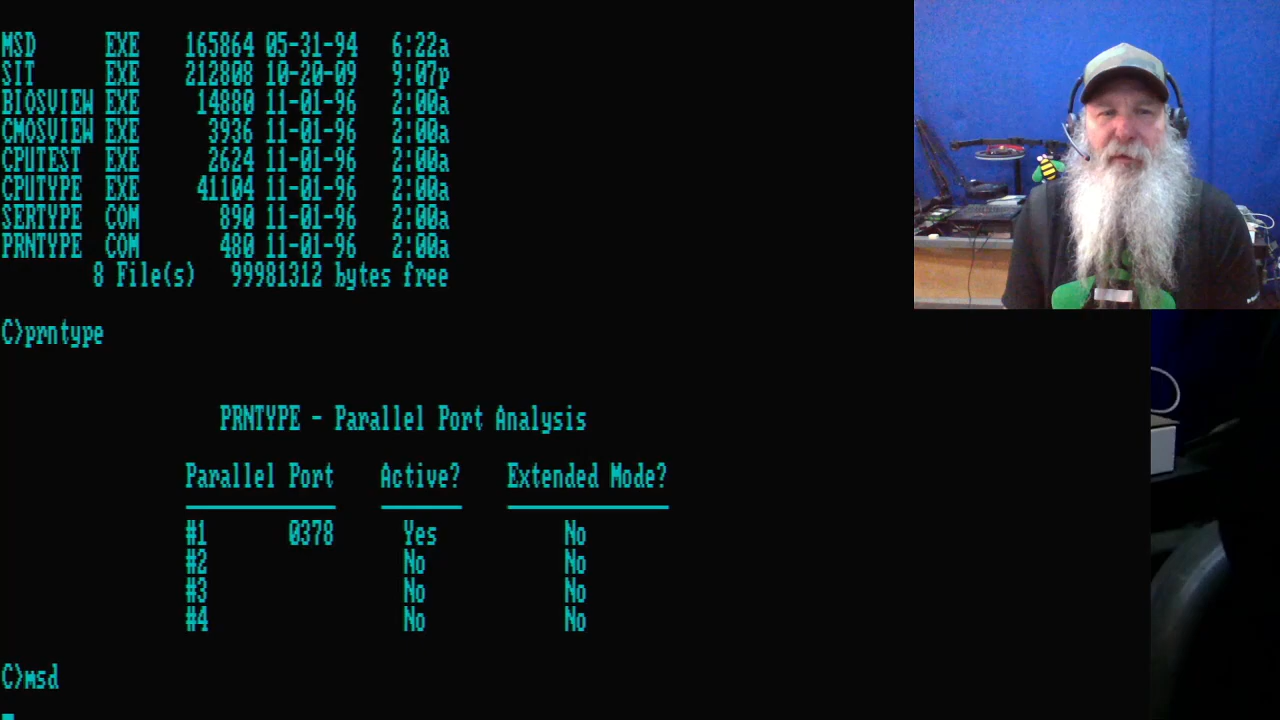 MSD      EXE    165864 05-31-94   6:22a
SIT      EXE    212808 10-20-09   9:07p
BIOSVIEW EXE     14880 11-01-96   2:00a
CMOSVIEW EXE      3936 11-01-96   2:00a
CPUTEST  EXE      2624 11-01-96   2:00a
CPUTYPE  EXE     41104 11-01-96   2:00a
SERTYPE  COM       890 11-01-96   2:00a
PRNTYPE  COM       480 11-01-96   2:00a
8 File(s)   99981312 bytes free
C>prntype
PRNTYPE - Parallel Port Analysis
Parallel Port    Active?    Extended Mode?
#1       0378      Yes           No
#2                 No            No
#3                 No            No
#4                 No            No
C>msd